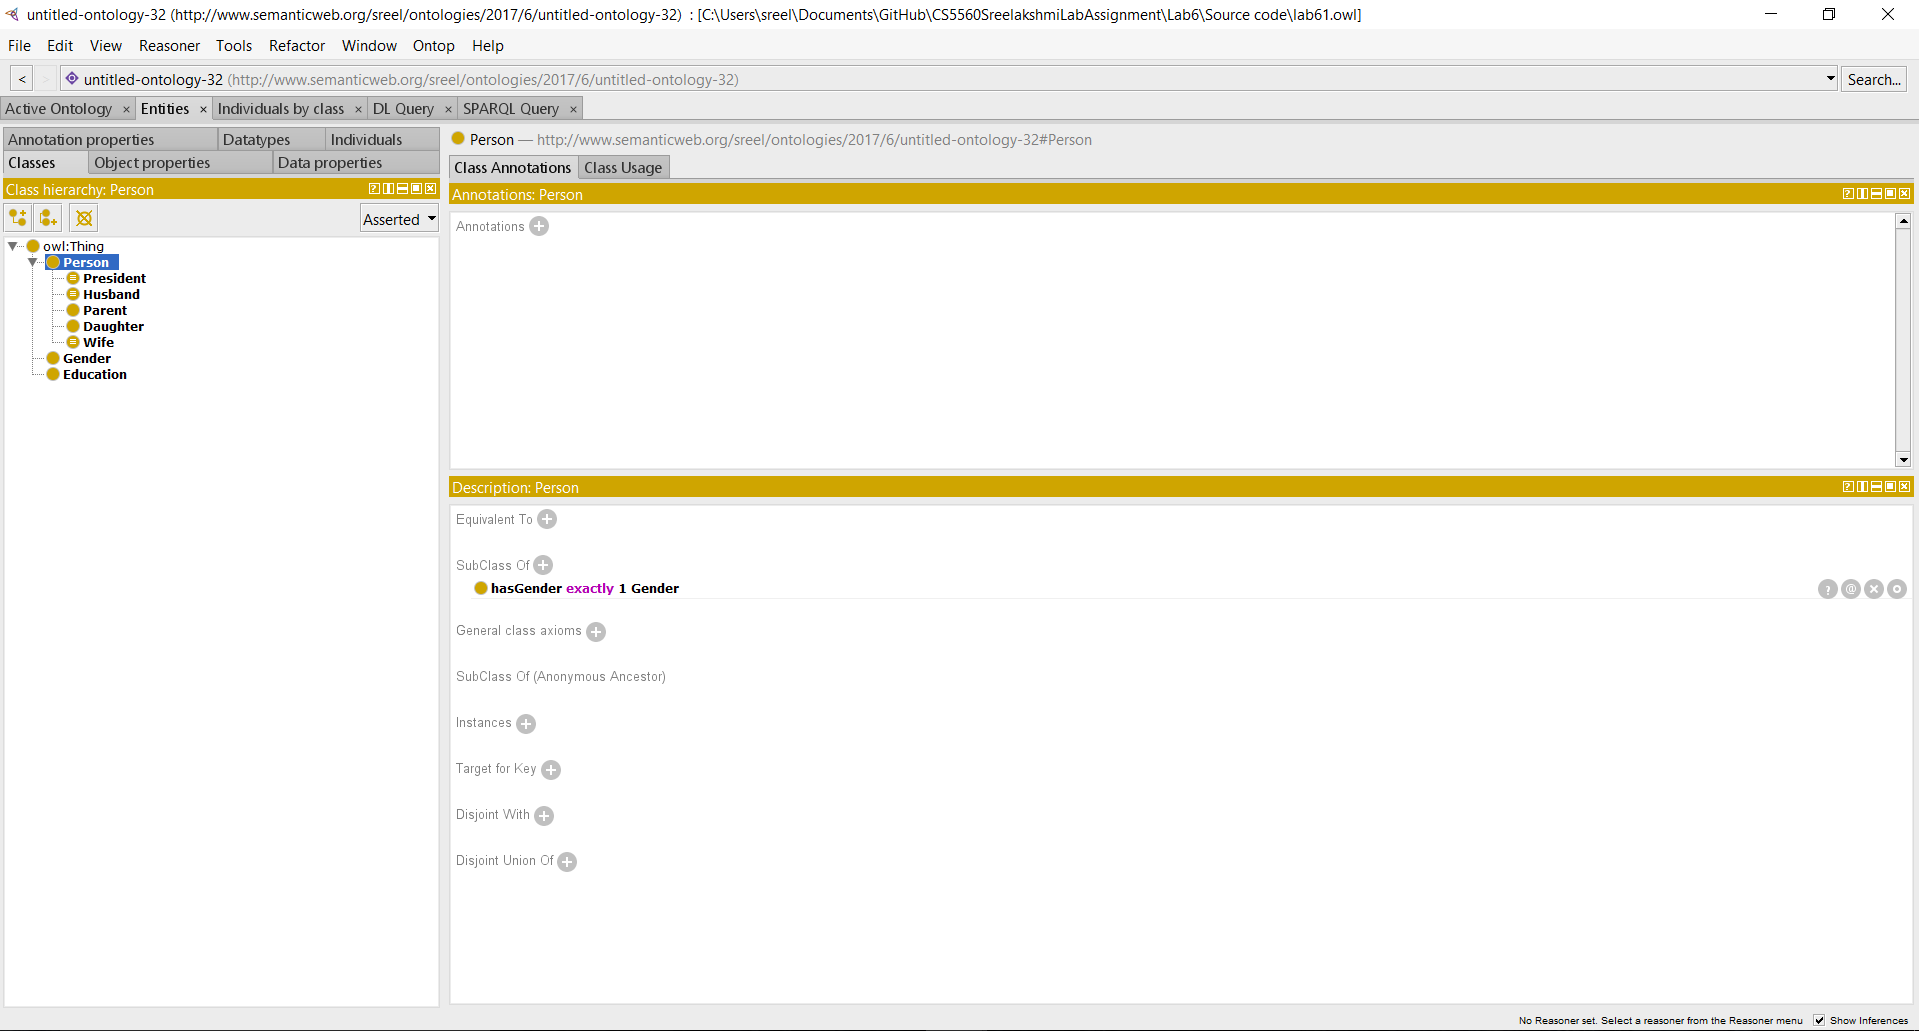 untitled-ontology-32 (http://www.semanticweb.org/sreel/ontologies/2017/6/untitled-ontology-32)  : [C:\Users\sreel\Documents\GitHub\CS5560SreelakshmiLabAssignment\Lab6\Source code\lab61.owl]
File Edit View Reasoner Tools Refactor Window Ontop Help
< > untitled-ontology-32 (http://www.semanticweb.org/sreel/ontologies/2017/6/untitled-ontology-32) Search...
Active Ontology × Entities × Individuals by class × DL Query × SPARQL Query ×
Annotation properties Datatypes Individuals
Classes Object properties Data properties
Class hierarchy: Person
Asserted
owl:Thing
Person
President
Husband
Parent
Daughter
Wife
Gender
Education
Person — http://www.semanticweb.org/sreel/ontologies/2017/6/untitled-ontology-32#Person
Class Annotations Class Usage
Annotations: Person
Annotations
Description: Person
Equivalent To
SubClass Of
hasGender exactly 1 Gender
General class axioms
SubClass Of (Anonymous Ancestor)
Instances
Target for Key
Disjoint With
Disjoint Union Of
No Reasoner set. Select a reasoner from the Reasoner menu Show Inferences